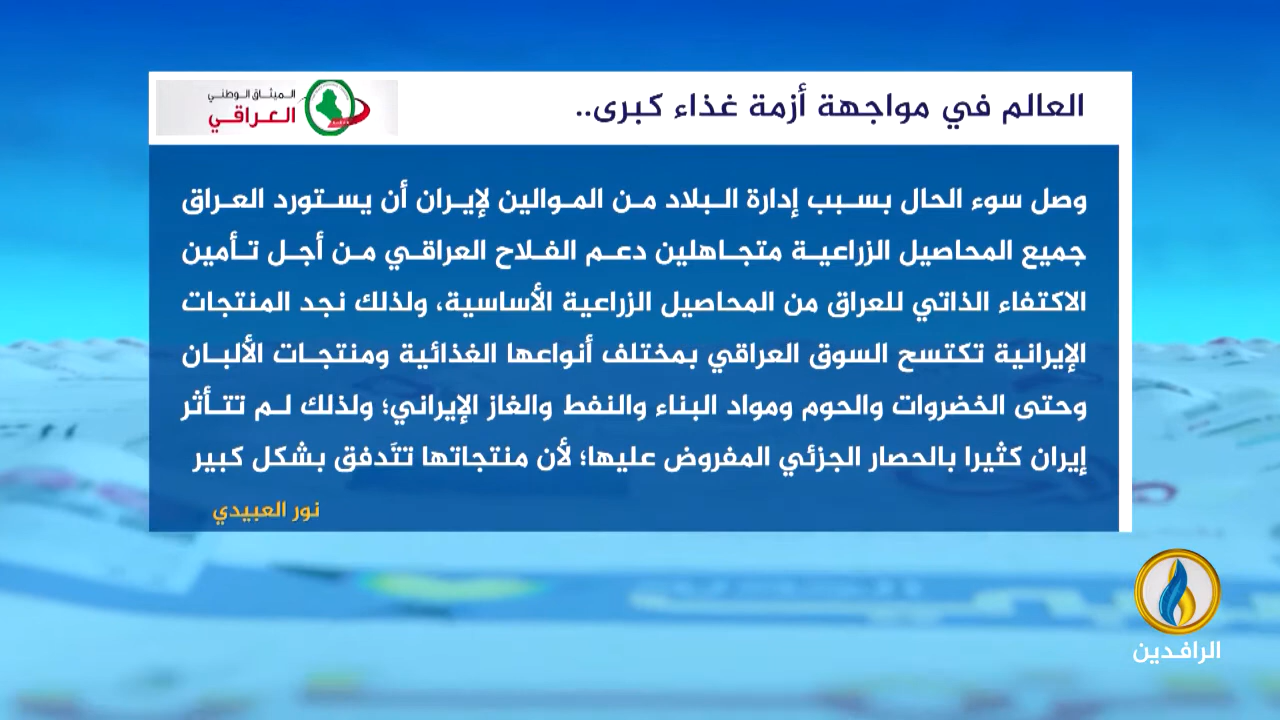 العالم في مواجهة أزمة غذاء كبرى..
الميثاق الوطني
العراقي
وصل سوء الحال بسبب إدارة البلاد من الموالين لإيران أن يستورد العراق
جميع المحاصيل الزراعية متجاهلين دعم الفلاح العراقي من أجل تأمين
الاكتفاء الذاتي للعراق من المحاصيل الزراعية الأساسية، ولذلك نجد المنتجات
الإيرانية تكتسح السوق العراقي بمختلف أنواعها الغذائية ومنتجات الألبان
وحتى الخضروات والحوم ومواد البناء والنفط والغاز الإيراني؛ ولذلك لم تتأثر
إيران كثيرا بالحصار الجزئي المفروض عليها؛ لأن منتجاتها تتَدفق بشكل كبير
نور العبيدي
الرافدين